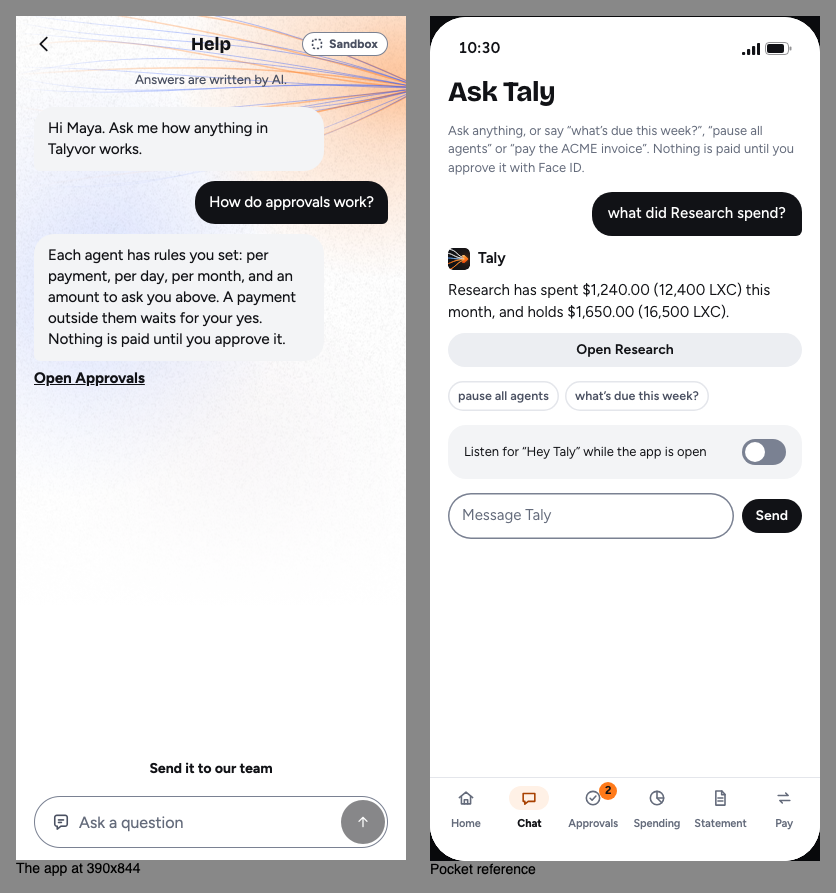 Help
Sandbox
Answers are written by AI.
Hi Maya. Ask me how anything in
Talyvor works.
How do approvals work?
Each agent has rules you set: per
payment, per day, per month, and an
amount to ask you above. A payment
outside them waits for your yes.
Nothing is paid until you approve it.
Open Approvals
Send it to our team
Ask a question
The app at 390x844
10:30
Ask Taly
Ask anything, or say “what’s due this week?”, “pause all
agents” or “pay the ACME invoice”. Nothing is paid until you
approve it with Face ID.
what did Research spend?
Taly
Research has spent $1,240.00 (12,400 LXC) this
month, and holds $1,650.00 (16,500 LXC).
Open Research
pause all agents
what’s due this week?
Listen for “Hey Taly” while the app is open
Message Taly
Send
2
Home
Chat
Approvals
Spending
Statement
Pay
Pocket reference